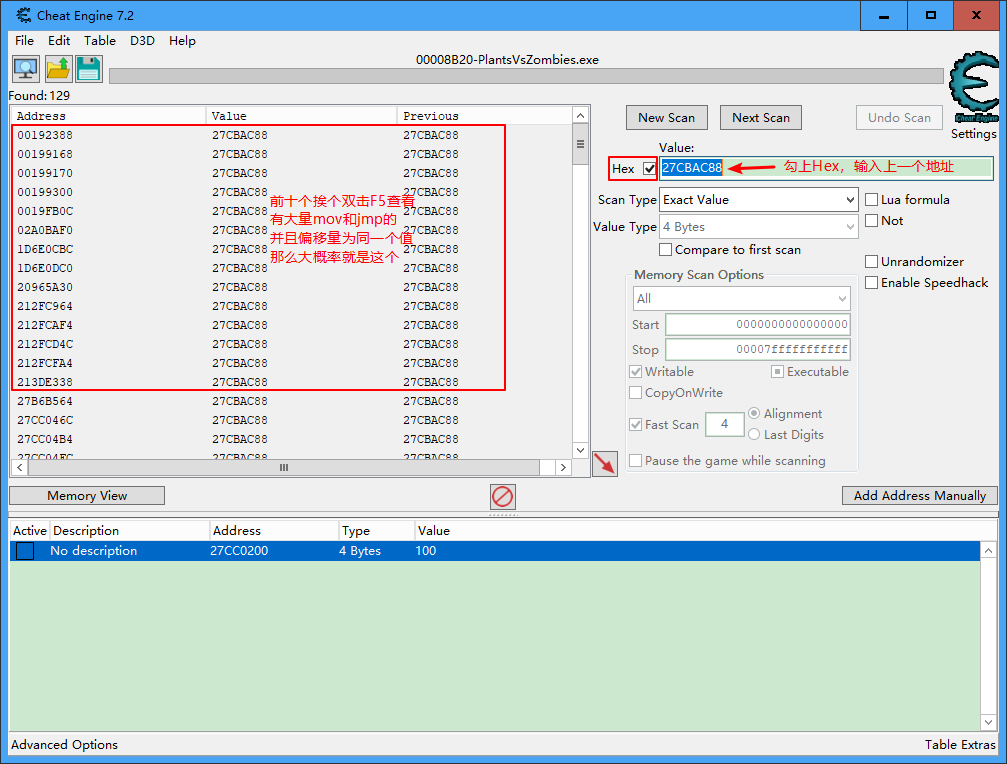 Cheat Engine 7.2
File Edit Table D3D Help
00008B20-PlantsVsZombies.exe
Found: 129
Address Value Previous
00192388 27CBAC88 27CBAC88
00199168 27CBAC88 27CBAC88
00199170 27CBAC88 27CBAC88
00199300 27CBAC88 27CBAC88
0019FB0C 27CBAC88 27CBAC88
02A0BAF0 27CBAC88 27CBAC88
1D6E0CBC 27CBAC88 27CBAC88
1D6E0DC0 27CBAC88 27CBAC88
20965A30 27CBAC88 27CBAC88
212FC964 27CBAC88 27CBAC88
212FCAF4 27CBAC88 27CBAC88
212FCD4C 27CBAC88 27CBAC88
212FCFA4 27CBAC88 27CBAC88
213DE338 27CBAC88 27CBAC88
27B6B564 27CBAC88 27CBAC88
27CC046C 27CBAC88 27CBAC88
27CC04B4 27CBAC88 27CBAC88
27CC04FC 27CBAC88 27CBAC88
前十个挨个双击F5查看
有大量mov和jmp的
并且偏移量为同一个值
那么大概率就是这个
New Scan Next Scan Undo Scan
Cheat Engine
Settings
Value:
Hex 27CBAC88 勾上Hex，输入上一个地址
Scan Type Exact Value Lua formula
Not
Value Type 4 Bytes
Compare to first scan
Unrandomizer
Enable Speedhack
Memory Scan Options
All
Start 0000000000000000
Stop 00007fffffffffff
Writable Executable
CopyOnWrite
Fast Scan 4 Alignment
Last Digits
Pause the game while scanning
Memory View Add Address Manually
Active Description Address Type Value
No description 27CC0200 4 Bytes 100
Advanced Options Table Extras